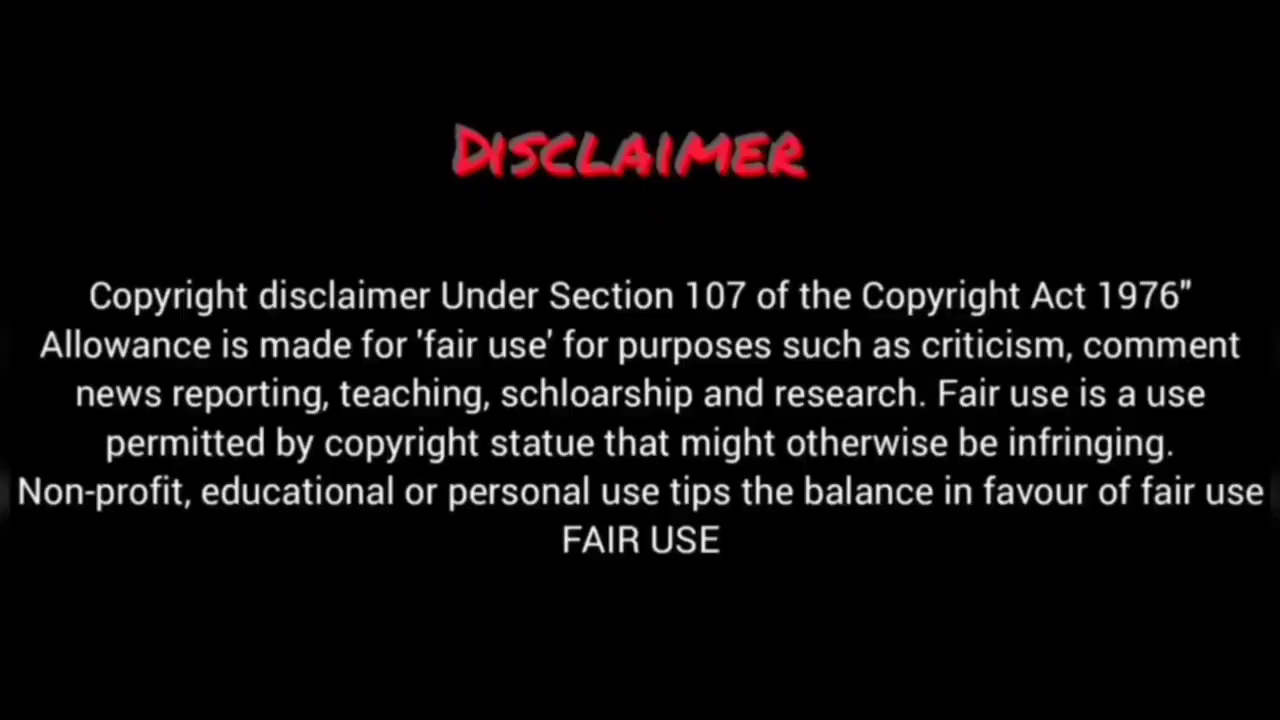 DISCLAIMER
Copyright disclaimer Under Section 107 of the Copyright Act 1976"
Allowance is made for 'fair use' for purposes such as criticism, comment
news reporting, teaching, schloarship and research. Fair use is a use
permitted by copyright statue that might otherwise be infringing.
Non-profit, educational or personal use tips the balance in favour of fair use
FAIR USE